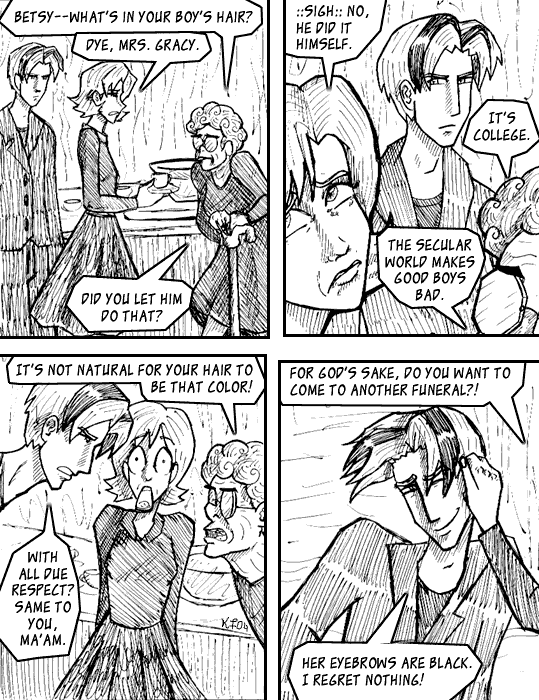 BETSY--WHAT'S IN YOUR BOY'S HAIR?
DYE, MRS. GRACY.
DID YOU LET HIM
DO THAT?
::SIGH:: NO,
HE DID IT
HIMSELF.
IT'S
COLLEGE.
THE SECULAR
WORLD MAKES
GOOD BOYS
BAD.
IT'S NOT NATURAL FOR YOUR HAIR TO
BE THAT COLOR!
WITH
ALL DUE
RESPECT?
SAME TO
YOU,
MA'AM.
FOR GOD'S SAKE, DO YOU WANT TO
COME TO ANOTHER FUNERAL?!
HER EYEBROWS ARE BLACK.
I REGRET NOTHING!